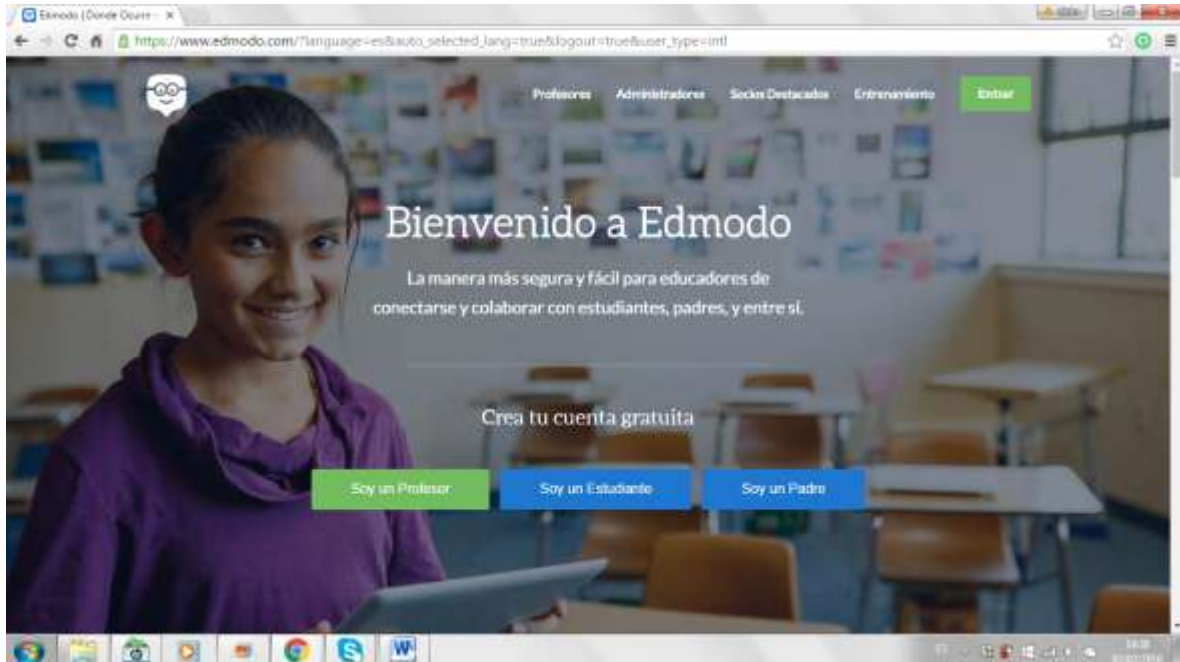 Edmodo | Donde Ocurre
https://www.edmodo.com/?language=es&auto_selected_lang=true&logout=true&user_type=intl
Profesores Administradores Socios Destacados Entrenamiento Entrar
Bienvenido a Edmodo
La manera más segura y fácil para educadores de
conectarse y colaborar con estudiantes, padres, y entre sí.
Crea tu cuenta gratuita
Soy un Profesor Soy un Estudiante Soy un Padre